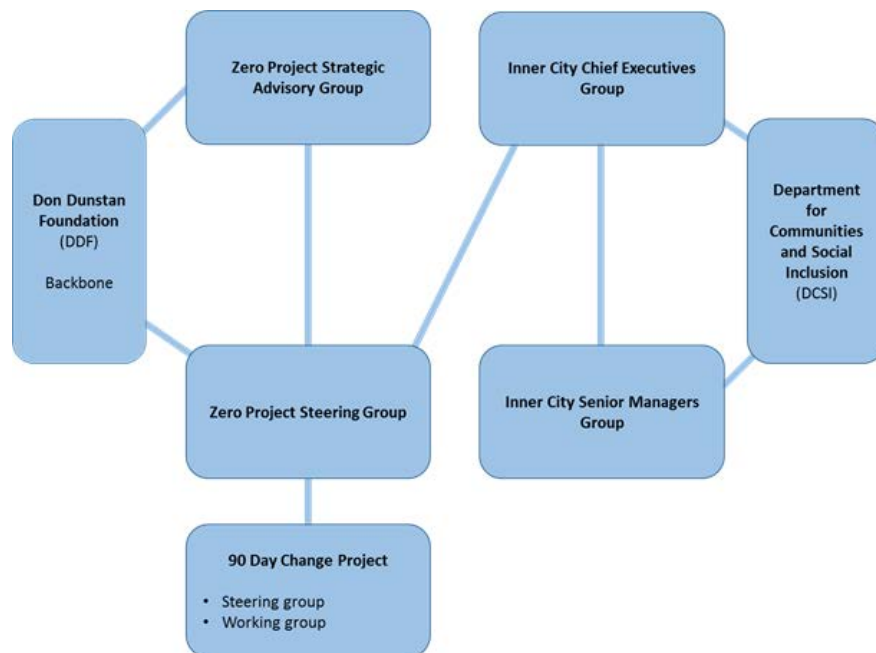 Zero Project Strategic
Advisory Group
Inner City Chief Executives
Group
Don Dunstan
Foundation
(DDF)
Backbone
Department
for
Communities
and Social
Inclusion
(DCSI)
Zero Project Steering Group
Inner City Senior Managers
Group
90 Day Change Project
• Steering group
• Working group